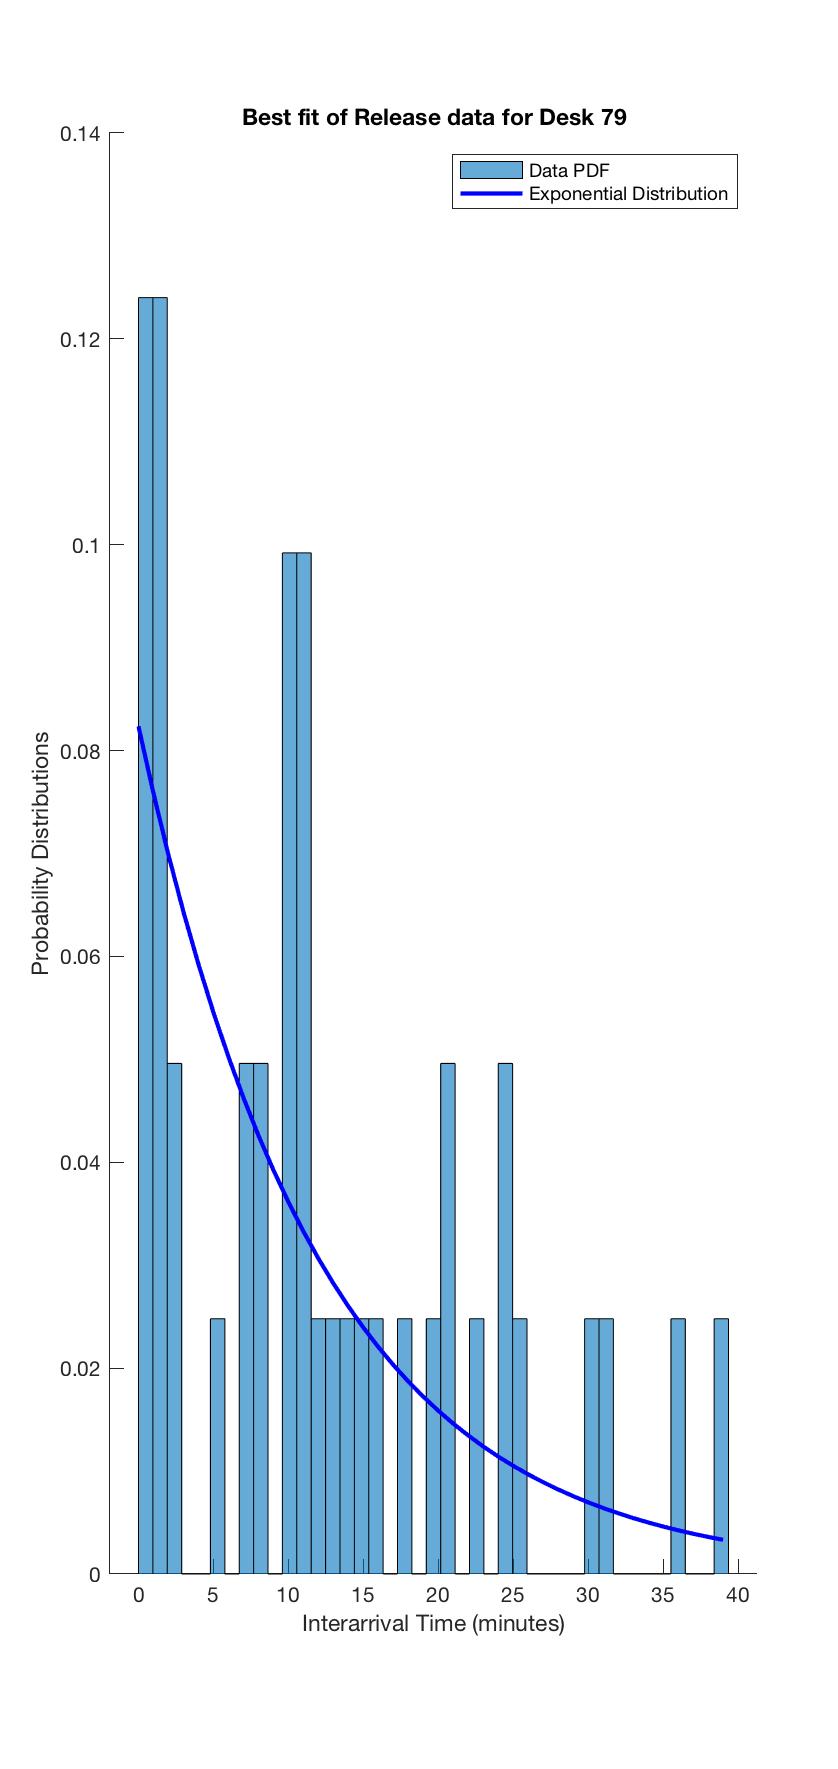 Best fit of Release data for Desk 79
Data PDF
Exponential Distribution
0.14
0.12
0.1
0.08
0.06
0.04
0.02
0
Probability Distributions
0 5 10 15 20 25 30 35 40
Interarrival Time (minutes)